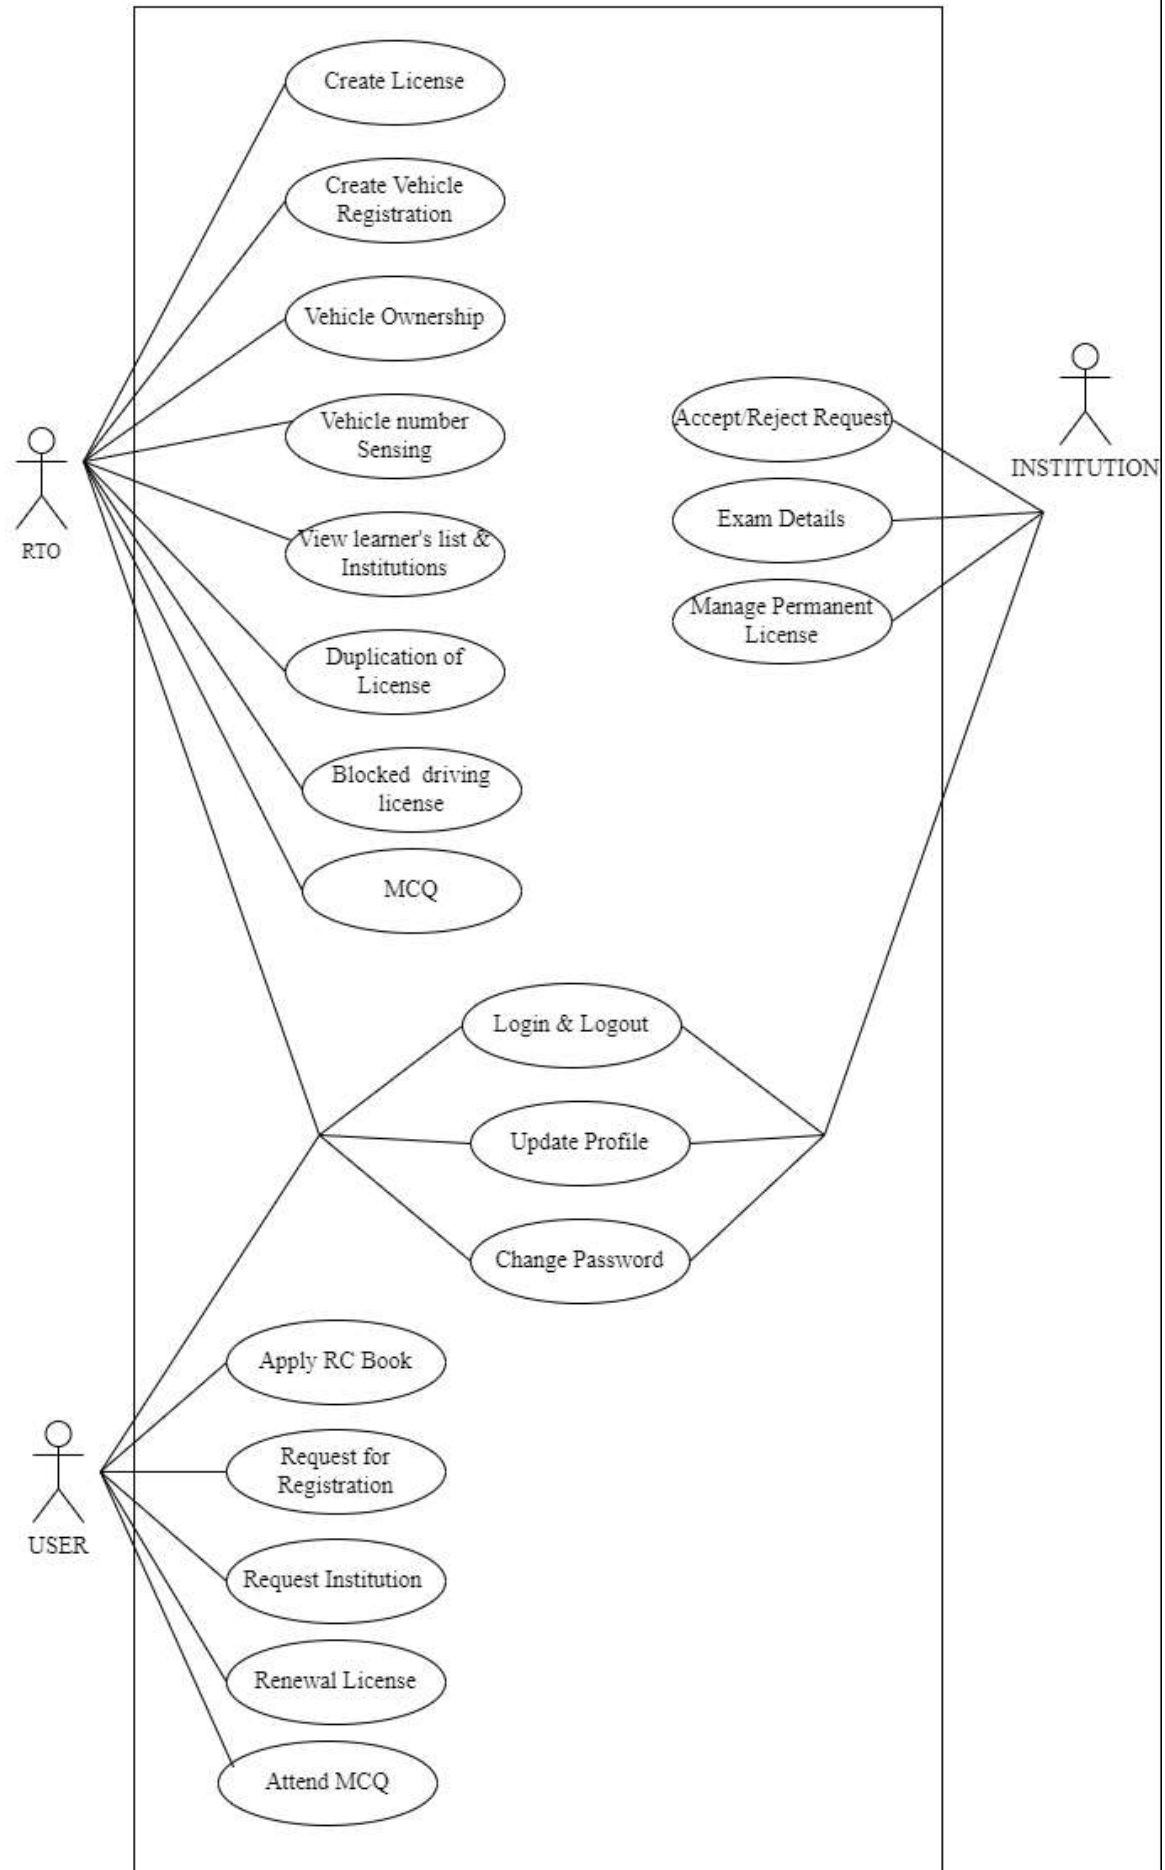 Create License
Create Vehicle
Registration
Vehicle Ownership
Vehicle number
Sensing
View learner's list &
Institutions
Duplication of
License
Blocked  driving
license
MCQ
RTO
Accept/Reject Request
Exam Details
Manage Permanent
License
INSTITUTION
Login & Logout
Update Profile
Change Password
Apply RC Book
Request for
Registration
Request Institution
Renewal License
Attend MCQ
USER